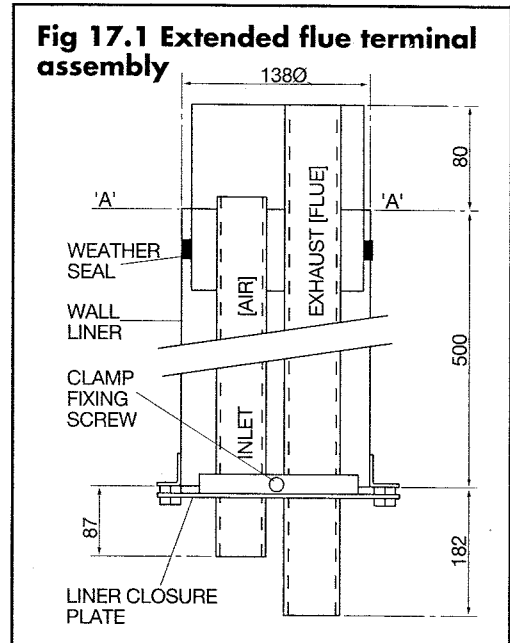 Fig 17.1 Extended flue terminal
assembly
138Ø
80
'A'
'A'
WEATHER
SEAL
[AIR]
EXHAUST [FLUE]
WALL
LINER
500
CLAMP
FIXING
SCREW
INLET
87
182
LINER CLOSURE
PLATE